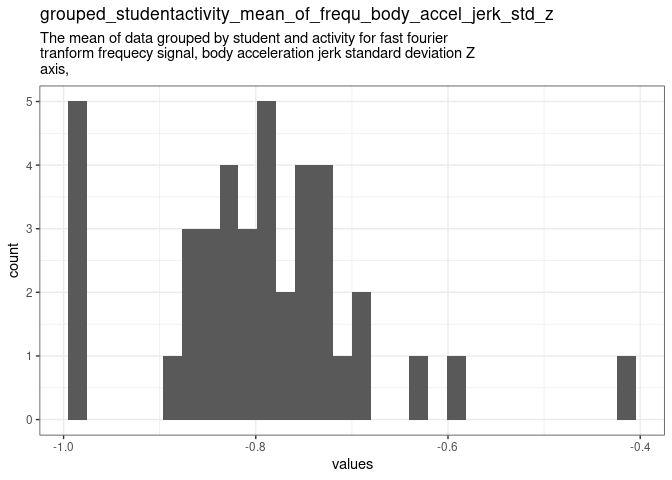 grouped_studentactivity_mean_of_frequ_body_accel_jerk_std_z
The mean of data grouped by student and activity for fast fourier
tranform frequecy signal, body acceleration jerk standard deviation Z
axis,
5
4
3
2
1
0
count
-1.0 -0.8 -0.6 -0.4
values